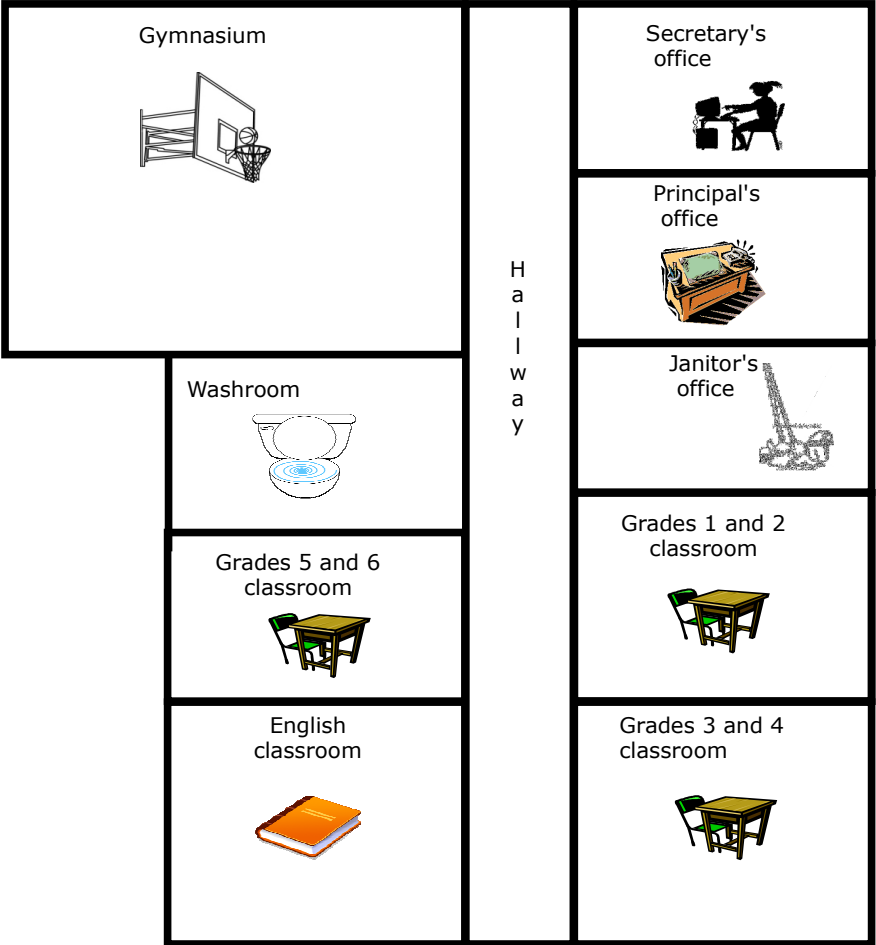 Gymnasium
Secretary's
office
Principal's
office
H
a
l
l
w
a
y
Janitor's
office
Washroom
Grades 1 and 2
classroom
Grades 5 and 6
classroom
English
classroom
Grades 3 and 4
classroom